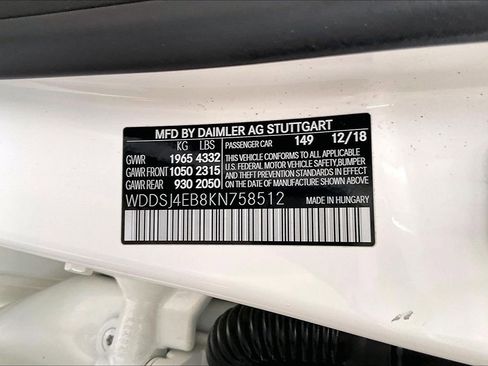 MFD BY DAIMLER AG STUTTGART
KG LBS PASSENGER CAR 149 12/18
GVWR 1965 4332 THIS VEHICLE CONFORMS TO ALL APPLICABLE
GAWR FRONT 1050 2315 U.S. FEDERAL MOTOR VEHICLE SAFETY,BUMPER
GAWR REAR 930 2050 AND THEFT PREVENTION STANDARDS IN EFFECT
ON THE DATE OF MANUFACTURE SHOWN ABOVE.
WDDSJ4EB8KN758512 MADE IN HUNGARY